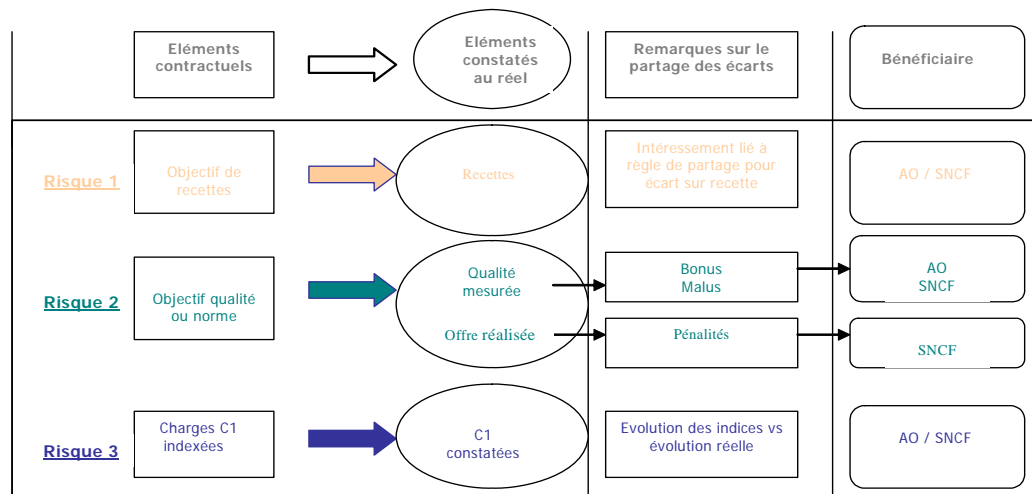 Eléments
contractuels
Eléments
constatés
au réel
Remarques sur le
partage des écarts
Bénéficiaire
Risque 1
Objectif de
recettes
Recettes
Intéressement lié à
règle de partage pour
écart sur recette
AO / SNCF
Risque 2
Objectif qualité
ou norme
Qualité
mesurée
Bonus
Malus
AO
SNCF
Offre réalisée
Pénalités
SNCF
Risque 3
Charges C1
indexées
C1
constatées
Evolution des indices vs
évolution réelle
AO / SNCF